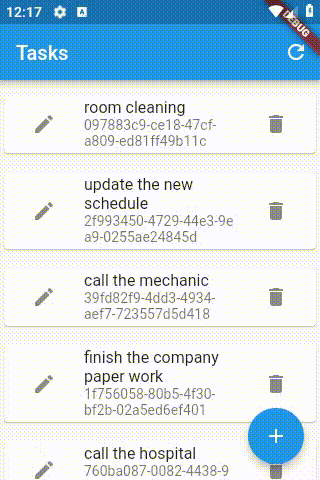 12:17
A
DEBUG
Tasks
room cleaning
097883c9-ce18-47cf-
a809-ed81ff49b11c
update the new
schedule
2f993450-4729-44e3-9e
a9-0255ae24845d
call the mechanic
39fd82f9-4dd3-4934-
aef7-723557d5d418
finish the company
paper work
1f756058-80b5-4f30-
bf2b-02a5ed6ef401
call the hospital
760ba087-0082-4438-9